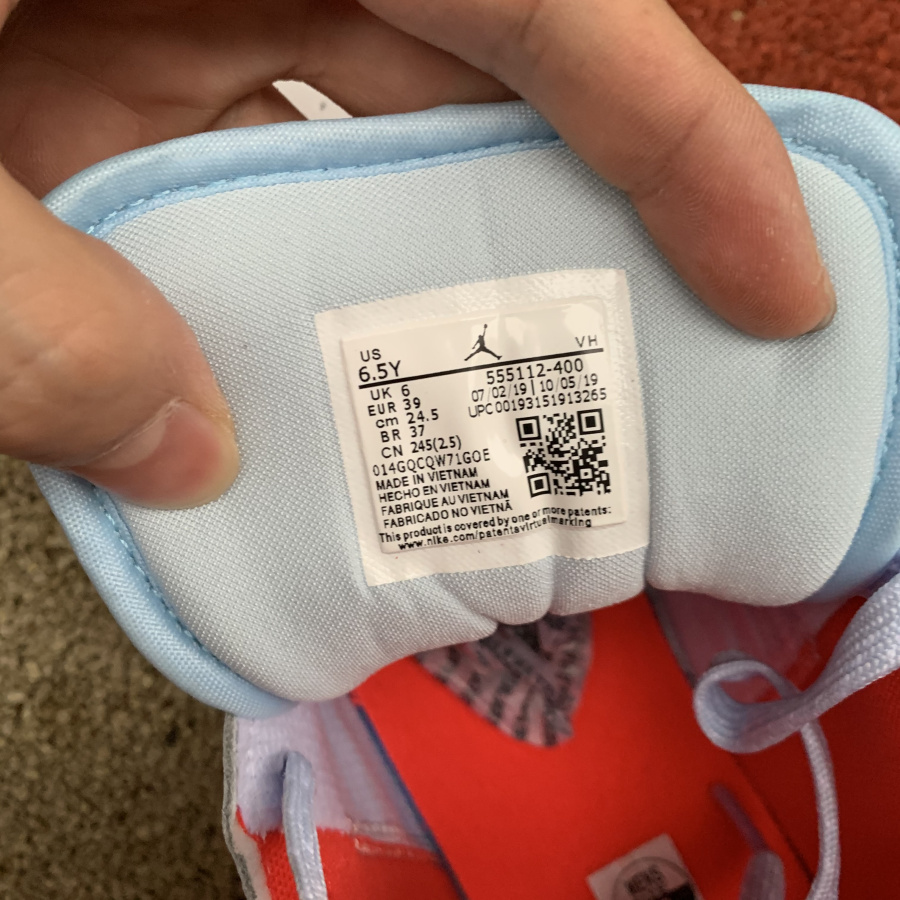 US VH
6.5Y 555112-400
UK 6 07/02/19 | 10/05/19
EUR 39 UPC 00193151913265
cm 24.5
BR 37
CN 245(2.5)
014GQCQW71GOE
MADE IN VIETNAM
HECHO EN VIETNAM
FABRIQUE AU VIETNAM
FABRICADO NO VIETNÃ
This product is covered by one or more patents:
www.nike.com/patentsvirtualmarking